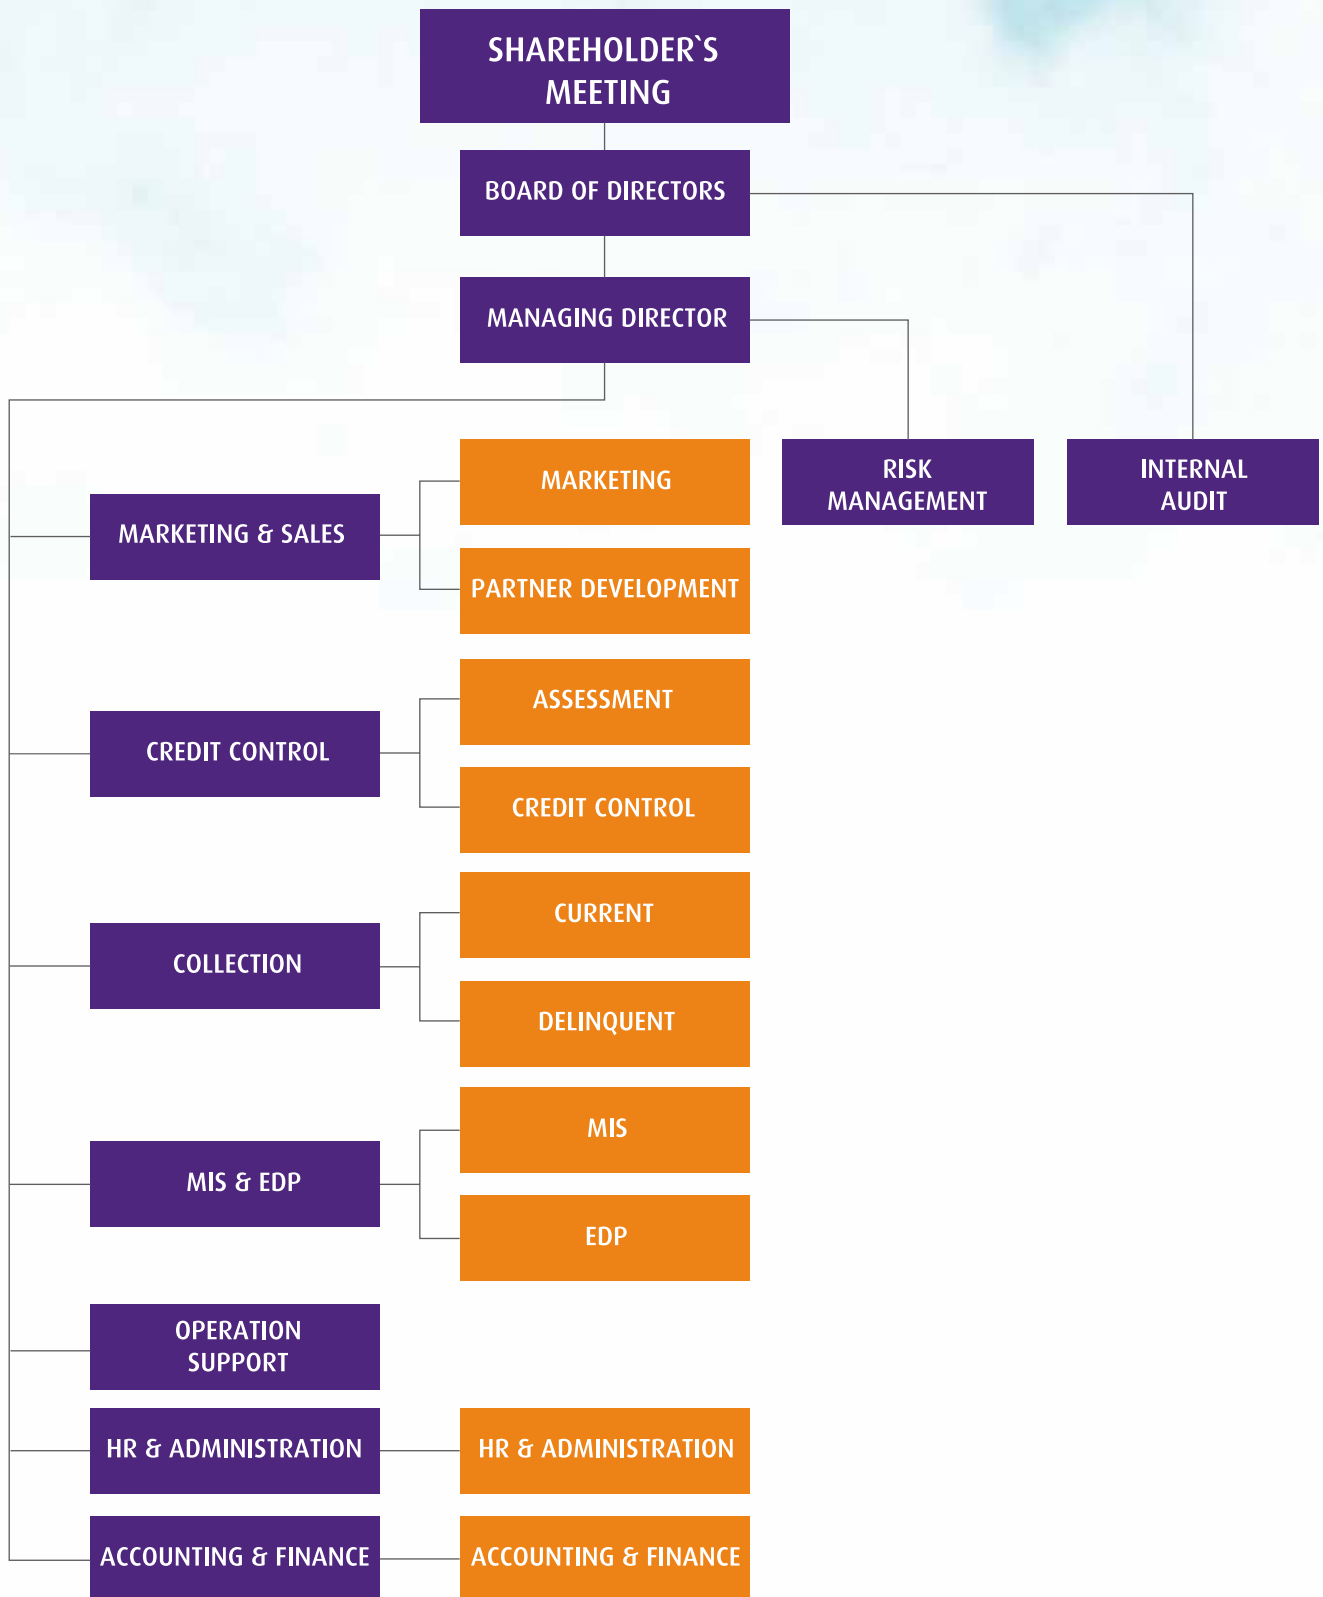 SHAREHOLDER`S
MEETING
BOARD OF DIRECTORS
MANAGING DIRECTOR
RISK
MANAGEMENT
INTERNAL
AUDIT
MARKETING & SALES
MARKETING
PARTNER DEVELOPMENT
CREDIT CONTROL
ASSESSMENT
CREDIT CONTROL
COLLECTION
CURRENT
DELINQUENT
MIS & EDP
MIS
EDP
OPERATION
SUPPORT
HR & ADMINISTRATION
HR & ADMINISTRATION
ACCOUNTING & FINANCE
ACCOUNTING & FINANCE